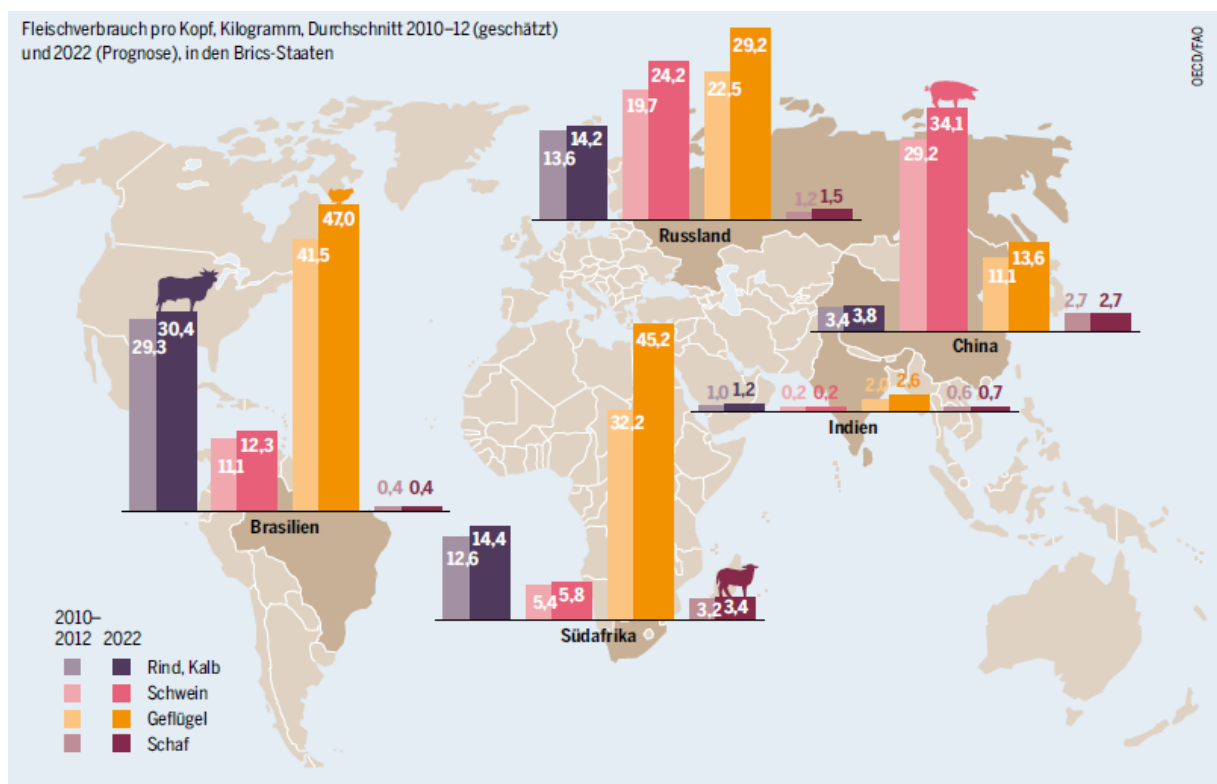 Fleischverbrauch pro Kopf, Kilogramm, Durchschnitt 2010–12 (geschätzt)
und 2022 (Prognose), in den Brics-Staaten
OECD/FAO
13,6 14,2 19,7 24,2 22,5 29,2 1,2 1,5
Russland
3,4 3,8 29,2 34,1 11,1 13,6 2,7 2,7
China
29,3 30,4 11,1 12,3 41,5 47,0 0,4 0,4
Brasilien
1,0 1,2 0,2 0,2 2,0 2,6 0,6 0,7
Indien
12,6 14,4 5,4 5,8 32,2 45,2 3,2 3,4
Südafrika
2010–
2012 2022
Rind, Kalb
Schwein
Geflügel
Schaf